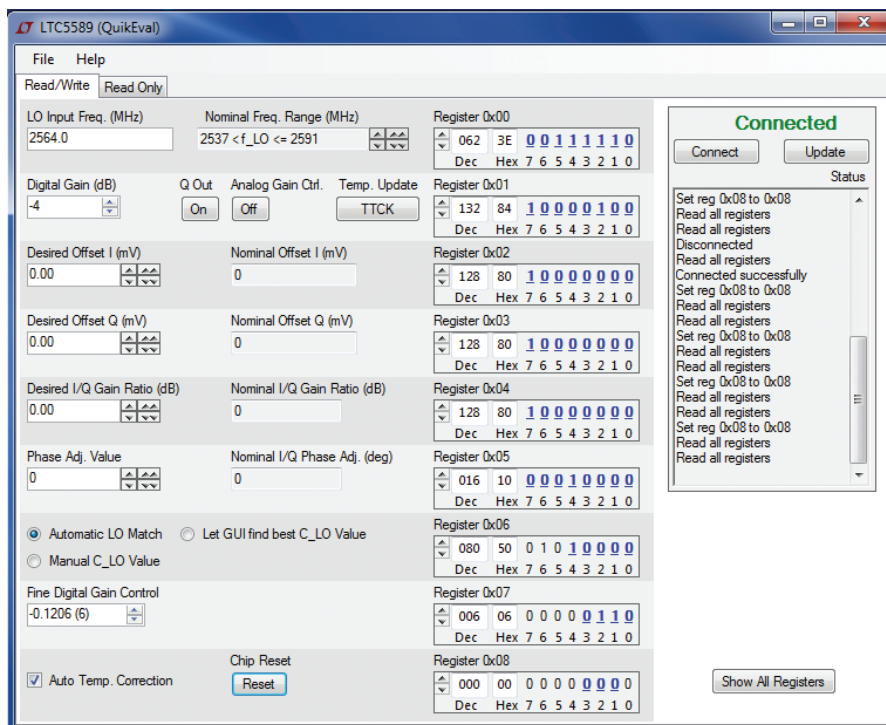 LTC5589 (QuikEval)
File Help
Read/Write Read Only
LO Input Freq. (MHz) Nominal Freq. Range (MHz) Register 0x00
2564.0 2537 <f_LO <= 2591 062 3E 0 0 1 1 1 1 1 0
Dec Hex 7 6 5 4 3 2 1 0
Digital Gain (dB) Q Out Analog Gain Ctrl. Temp. Update Register 0x01
-4 On Off TTCK 132 84 1 0 0 0 0 1 0 0
Dec Hex 7 6 5 4 3 2 1 0
Desired Offset I (mV) Nominal Offset I (mV) Register 0x02
0.00 0 128 80 1 0 0 0 0 0 0 0
Dec Hex 7 6 5 4 3 2 1 0
Desired Offset Q (mV) Nominal Offset Q (mV) Register 0x03
0.00 0 128 80 1 0 0 0 0 0 0 0
Dec Hex 7 6 5 4 3 2 1 0
Desired I/Q Gain Ratio (dB) Nominal I/Q Gain Ratio (dB) Register 0x04
0.00 0 128 80 1 0 0 0 0 0 0 0
Dec Hex 7 6 5 4 3 2 1 0
Phase Adj. Value Nominal I/Q Phase Adj. (deg) Register 0x05
0 0 016 10 0 0 0 1 0 0 0 0
Dec Hex 7 6 5 4 3 2 1 0
Automatic LO Match Let GUI find best C_LO Value Register 0x06
Manual C_LO Value 080 50 0 1 0 1 0 0 0 0
Dec Hex 7 6 5 4 3 2 1 0
Fine Digital Gain Control Register 0x07
-0.1206 (6) 006 06 0 0 0 0 0 1 1 0
Dec Hex 7 6 5 4 3 2 1 0
Chip Reset Register 0x08
Auto Temp. Correction Reset 000 00 0 0 0 0 0 0 0 0
Dec Hex 7 6 5 4 3 2 1 0
Connected
Connect Update
Status
Set reg 0x08 to 0x08
Read all registers
Read all registers
Disconnected
Read all registers
Connected successfully
Set reg 0x08 to 0x08
Read all registers
Read all registers
Set reg 0x08 to 0x08
Read all registers
Read all registers
Set reg 0x08 to 0x08
Read all registers
Read all registers
Set reg 0x08 to 0x08
Read all registers
Read all registers
Show All Registers